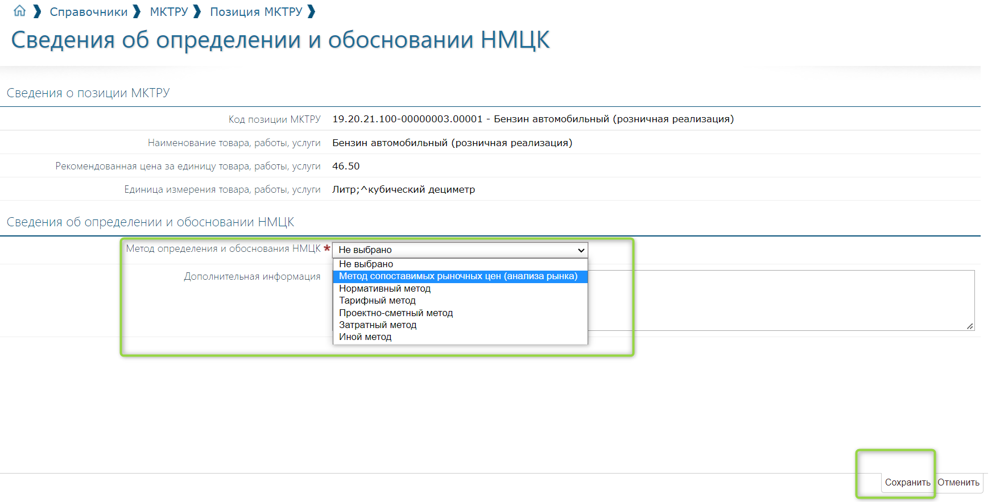 Справочники МКТРУ Позиция МКТРУ
Сведения об определении и обосновании НМЦК
Сведения о позиции МКТРУ
Код позиции МКТРУ 19.20.21.100-00000003.00001 - Бензин автомобильный (розничная реализация)
Наименование товара, работы, услуги Бензин автомобильный (розничная реализация)
Рекомендованная цена за единицу товара, работы, услуги 46.50
Единица измерения товара, работы, услуги Литр;^кубический дециметр
Сведения об определении и обосновании НМЦК
Метод определения и обоснования НМЦК * Не выбрано
Не выбрано
Дополнительная информация Метод сопоставимых рыночных цен (анализа рынка)
Нормативный метод
Тарифный метод
Проектно-сметный метод
Затратный метод
Иной метод
Сохранить Отменить